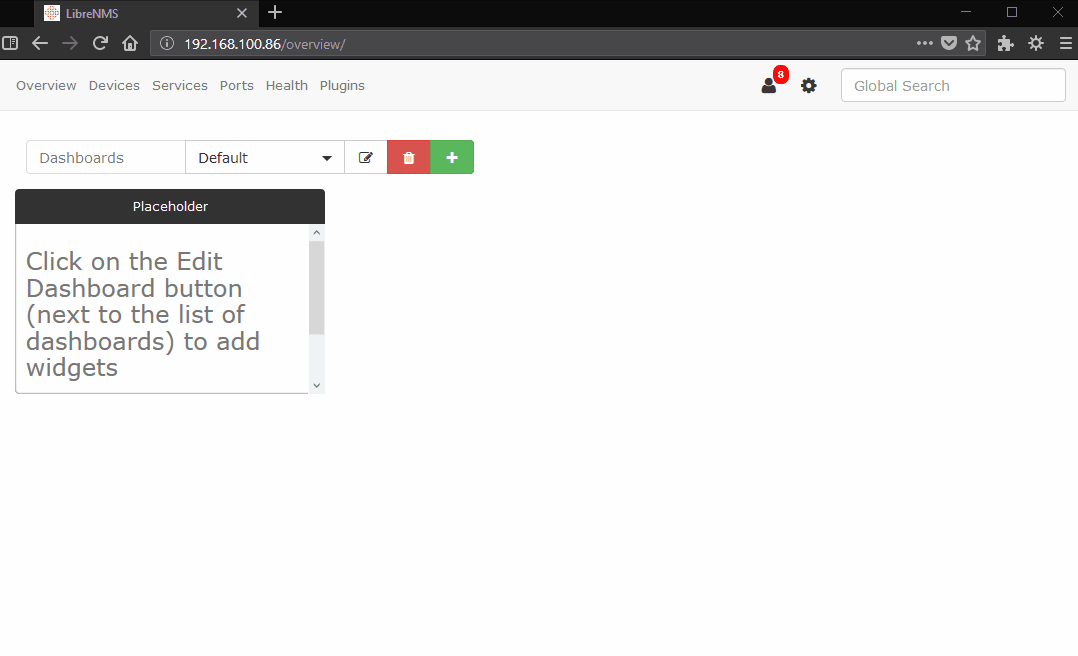 LibreNMS
192.168.100.86/overview/
Overview Devices Services Ports Health Plugins 8 Global Search
Dashboards Default
Placeholder
Click on the Edit
Dashboard button
(next to the list of
dashboards) to add
widgets